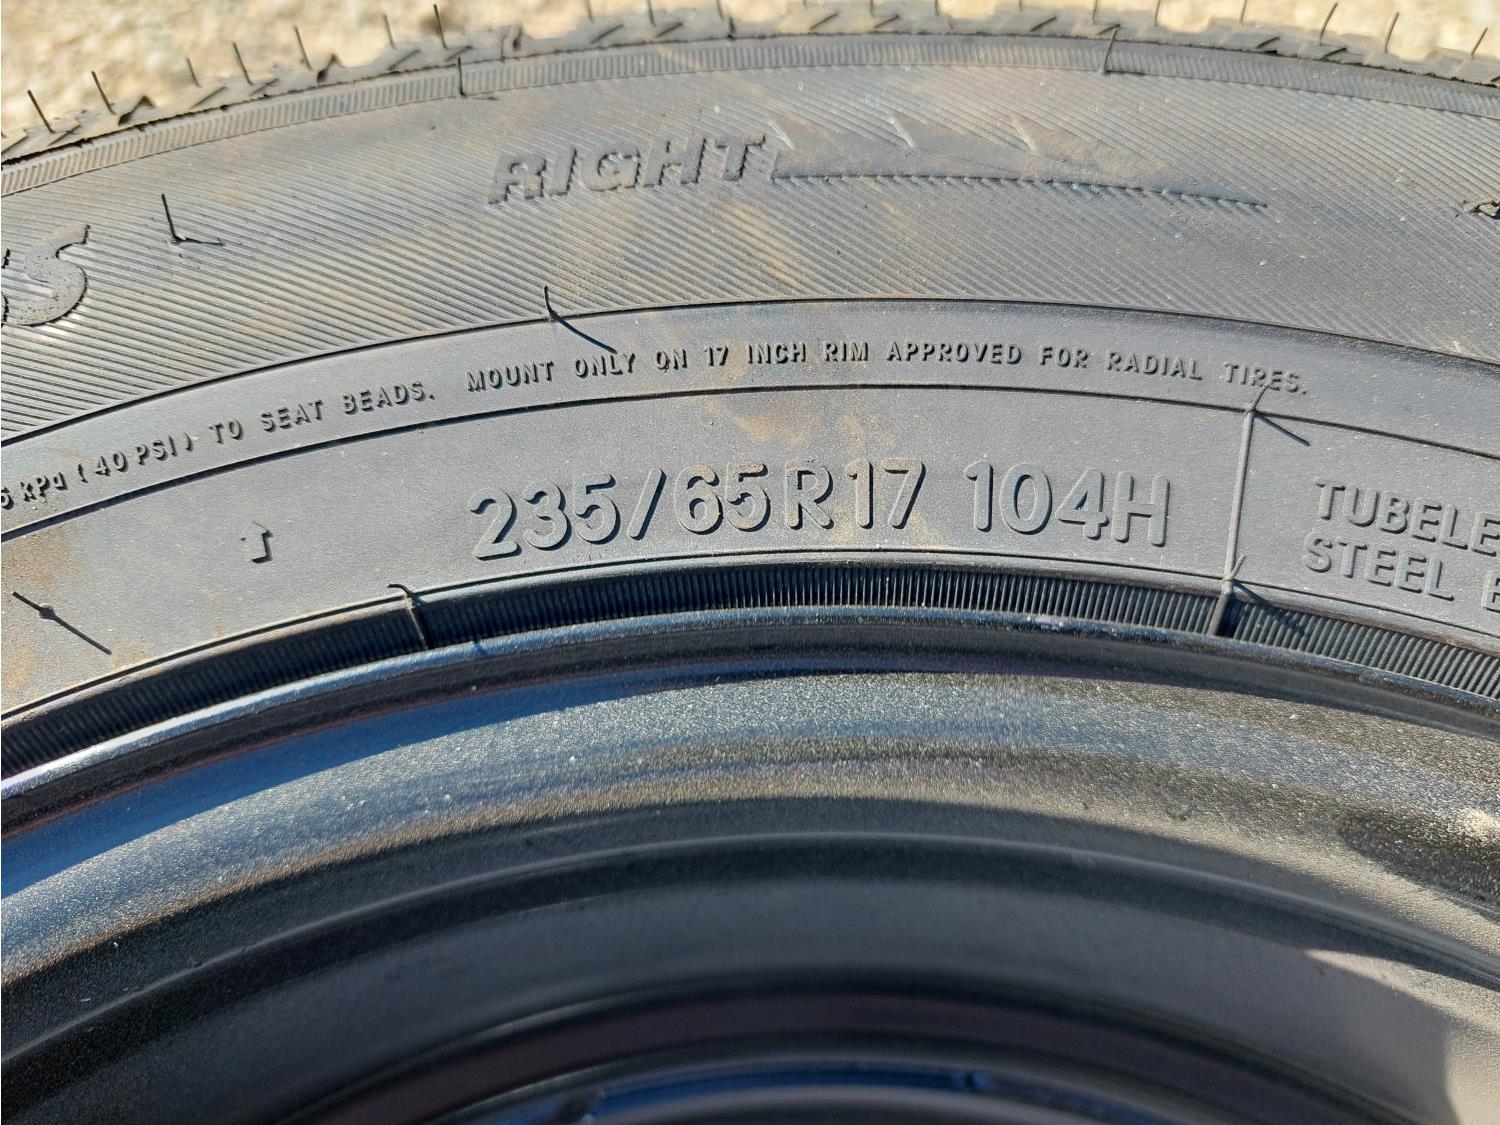 RIGHT
SS
kPa (40 PSI) TO SEAT BEADS. MOUNT ONLY ON 17 INCH RIM APPROVED FOR RADIAL TIRES.
235/65R17 104H
TUBELE
STEEL